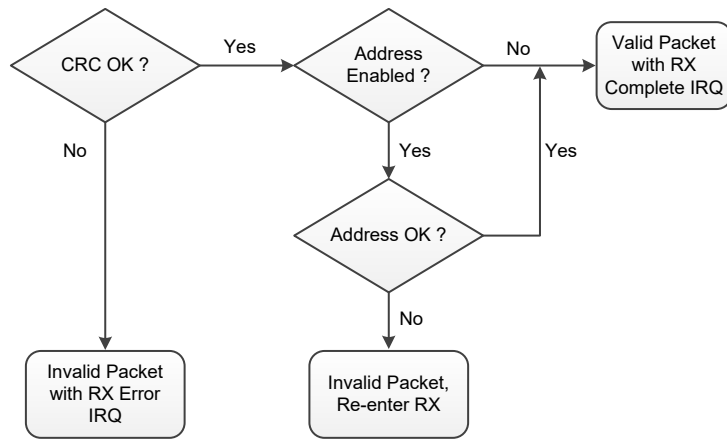 CRC OK ?
Yes
Address
Enabled ?
No
Valid Packet
with RX
Complete IRQ
No
Yes
Yes
Address OK ?
No
Invalid Packet
with RX Error
IRQ
Invalid Packet,
Re-enter RX